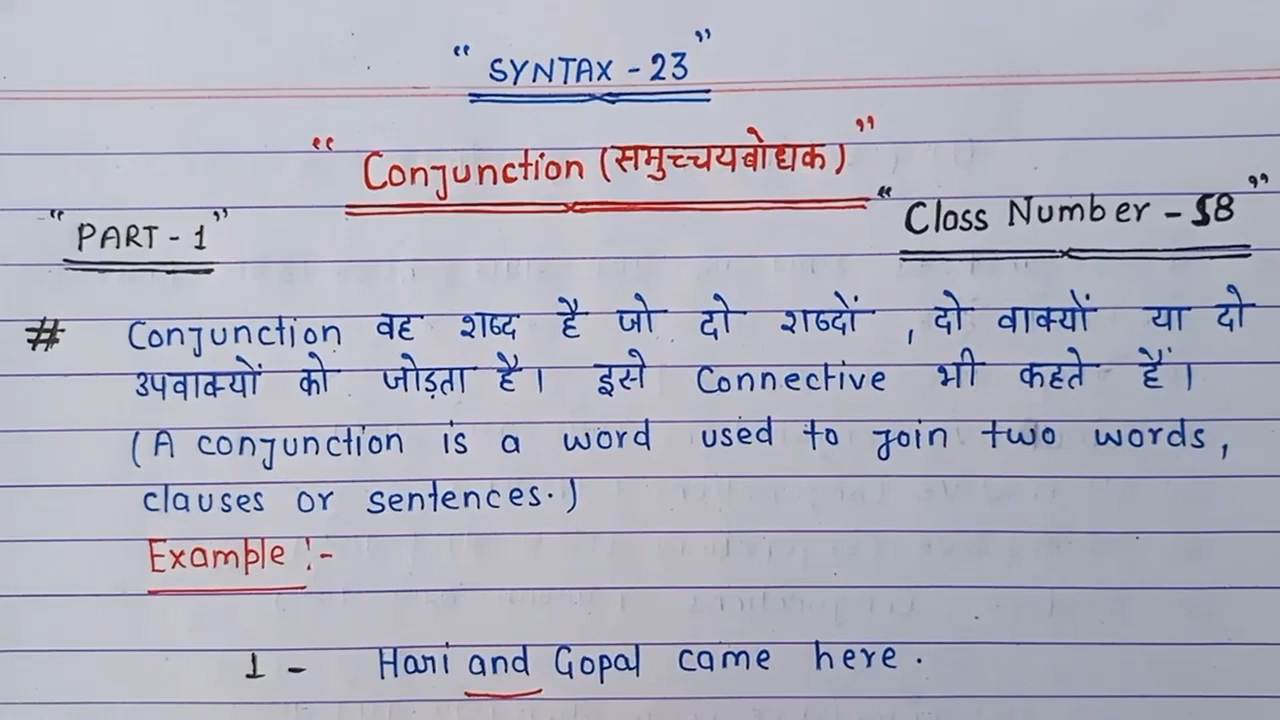 " SYNTAX - 23 "
" Conjunction (समुच्चयबोधक) "
" PART - 1 "
" Class Number - 58 "
# Conjunction वह शब्द है जो दो शब्दों , दो वाक्यों या दो
उपवाक्यों को जोड़ता है। इसे Connective भी कहते हैं।
(A conjunction is a word used to join two words,
clauses or sentences.)
Example :-
1 - Hari and Gopal came here.